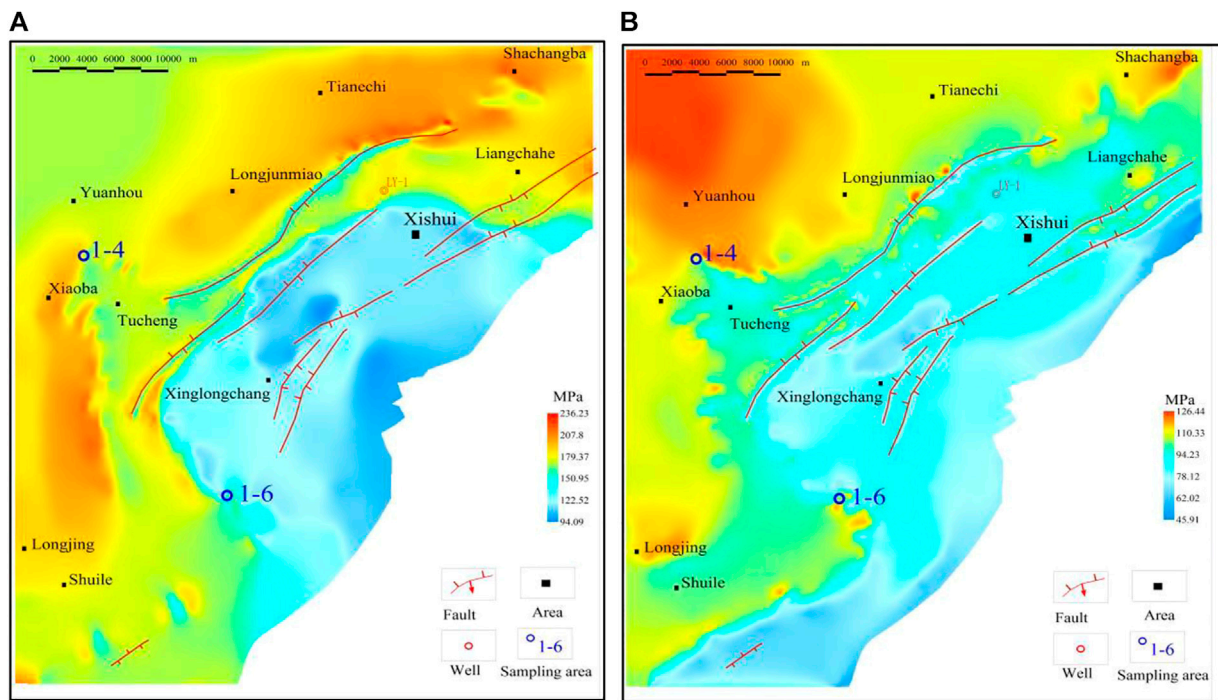 A
0 2000 4000 6000 8000 10000 m
Shachangba
Tianechi
Liangchahe
Longjunmiao
LY-1
Yuanhou
Xishui
1-4
Xiaoba
Tucheng
Xinglongchang
MPa
236.23
207.8
179.37
150.95
122.52
94.09
1-6
Longjing
Shuile
Fault
Area
1-6
Well
Sampling area
B
0 2000 4000 6000 8000 10000 m
Shachangba
Tianechi
Liangchahe
Longjunmiao
LY-1
Yuanhou
Xishui
1-4
Xiaoba
Tucheng
Xinglongchang
MPa
126.44
110.33
94.23
78.12
62.02
45.91
1-6
Longjing
Shuile
Fault
Area
1-6
Well
Sampling area